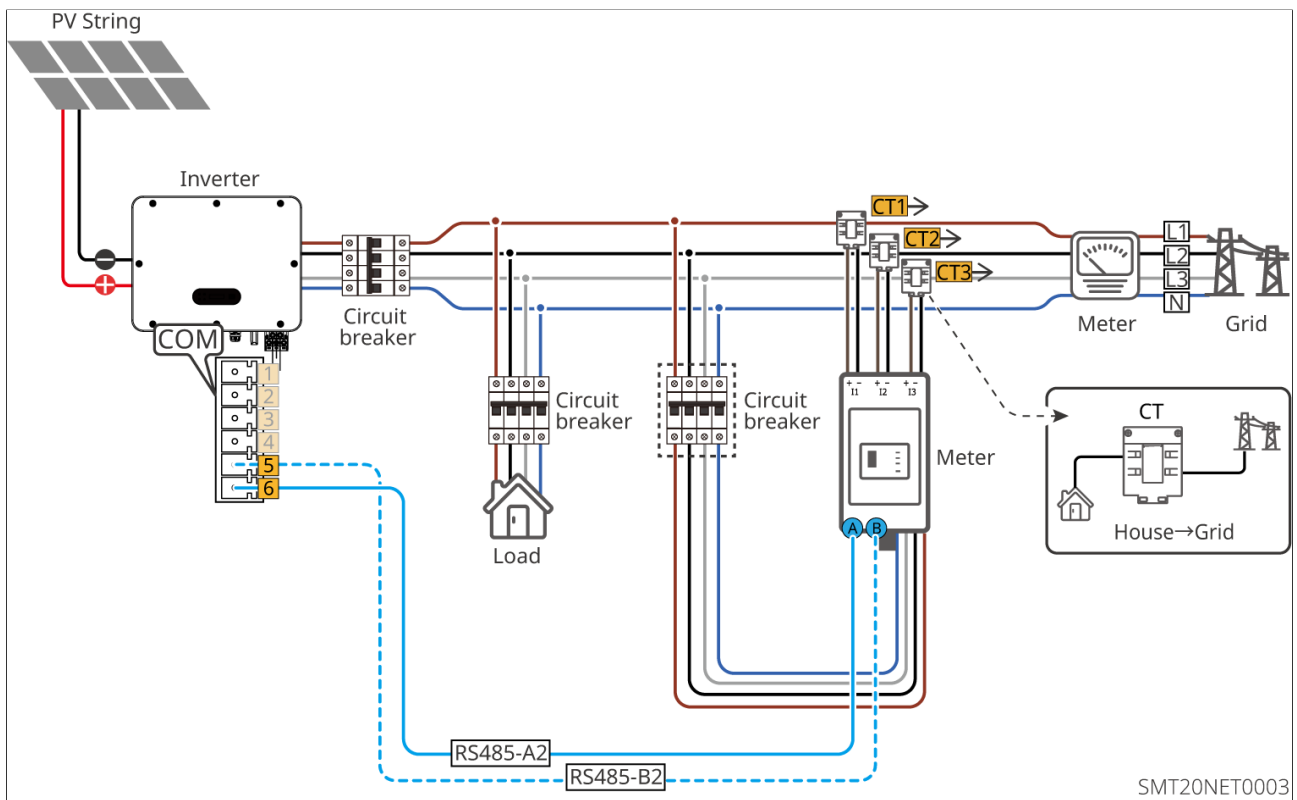 PV String
Inverter
CT1
CT2
CT3
L1
L2
L3
N
Circuit
breaker
Meter
Grid
COM
1
2
3
4
5
6
Circuit
breaker
Circuit
breaker
+ - + - + -
I1 I2 I3
Meter
CT
House→Grid
A B
Load
RS485-A2
RS485-B2
SMT20NET0003